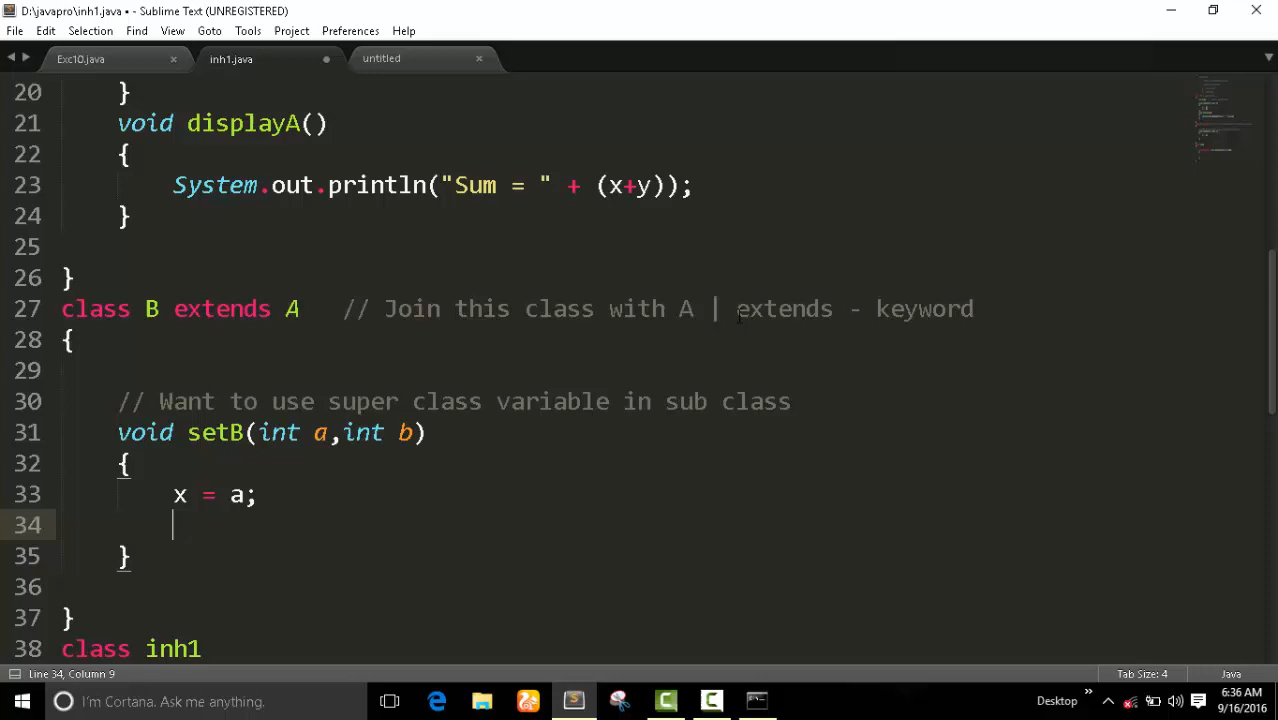 D:\javapro\inh1.java • - Sublime Text (UNREGISTERED)
File Edit Selection Find View Goto Tools Project Preferences Help
Exc10.java inh1.java untitled
20 }
21 void displayA()
22 {
23 System.out.println("Sum = " + (x+y));
24 }
25
26 }
27 class B extends A // Join this class with A | extends - keyword
28 {
29
30 // Want to use super class variable in sub class
31 void setB(int a,int b)
32 {
33 x = a;
34
35 }
36
37 }
38 class inh1
Line 34, Column 9 Tab Size: 4 Java
I'm Cortana. Ask me anything. Desktop 6:36 AM
9/16/2016